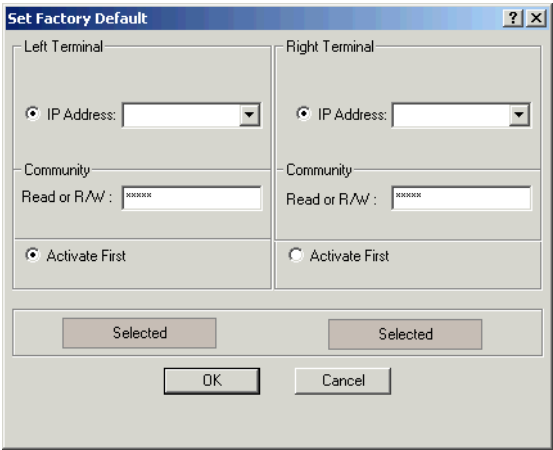 Set Factory Default
Left Terminal
Right Terminal
IP Address:
IP Address:
Community
Community
Read or R/W :
*****
Read or R/W :
*****
Activate First
Activate First
Selected
Selected
OK
Cancel